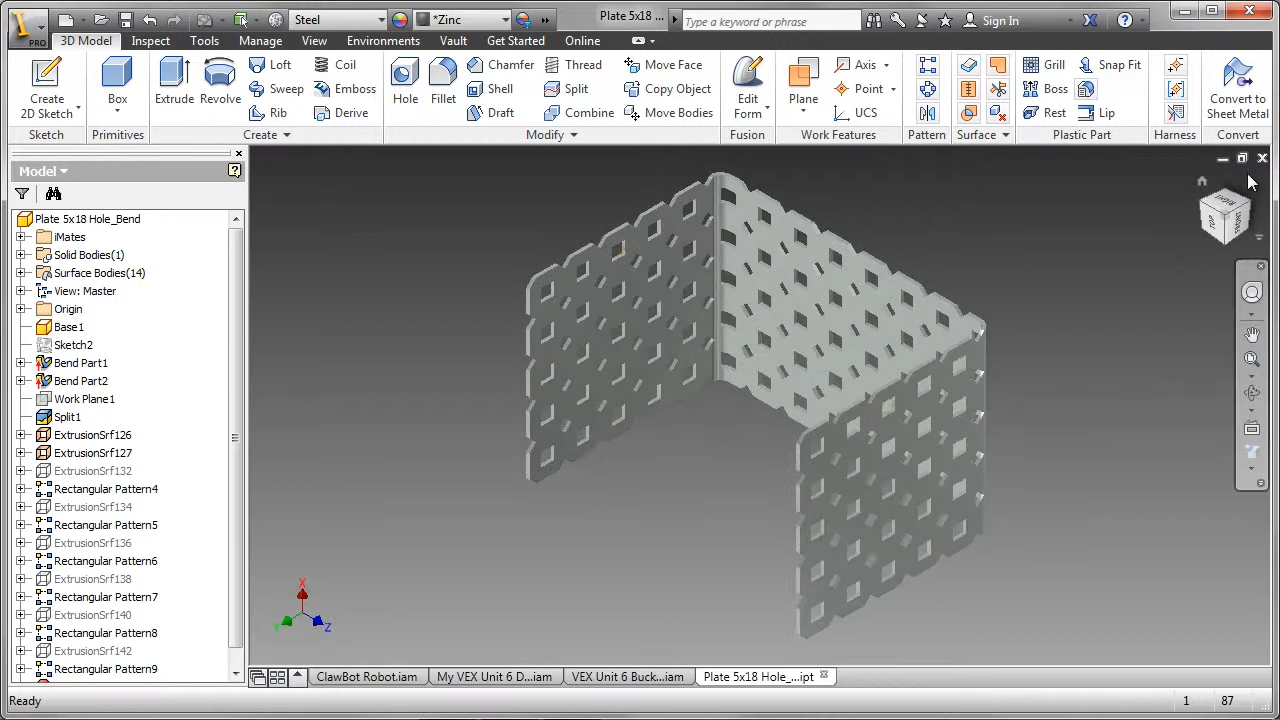 PRO
Steel
*Zinc
Plate 5x18 ...
Type a keyword or phrase
Sign In
3D Model
Inspect
Tools
Manage
View
Environments
Vault
Get Started
Online
Create
2D Sketch
Box
Extrude
Revolve
Loft
Sweep
Rib
Coil
Emboss
Derive
Hole
Fillet
Chamfer
Shell
Draft
Thread
Split
Combine
Move Face
Copy Object
Move Bodies
Edit
Form
Plane
Axis
Point
UCS
Grill
Boss
Rest
Snap Fit
Lip
Convert to
Sheet Metal
Sketch
Primitives
Create
Modify
Fusion
Work Features
Pattern
Surface
Plastic Part
Harness
Convert
Model
Plate 5x18 Hole_Bend
iMates
Solid Bodies(1)
Surface Bodies(14)
View: Master
Origin
Base1
Sketch2
Bend Part1
Bend Part2
Work Plane1
Split1
ExtrusionSrf126
ExtrusionSrf127
ExtrusionSrf132
Rectangular Pattern4
ExtrusionSrf134
Rectangular Pattern5
ExtrusionSrf136
Rectangular Pattern6
ExtrusionSrf138
Rectangular Pattern7
ExtrusionSrf140
Rectangular Pattern8
ExtrusionSrf142
Rectangular Pattern9
X
Y
Z
ClawBot Robot.iam
My VEX Unit 6 D...iam
VEX Unit 6 Buck...iam
Plate 5x18 Hole_...ipt
Ready
1
87